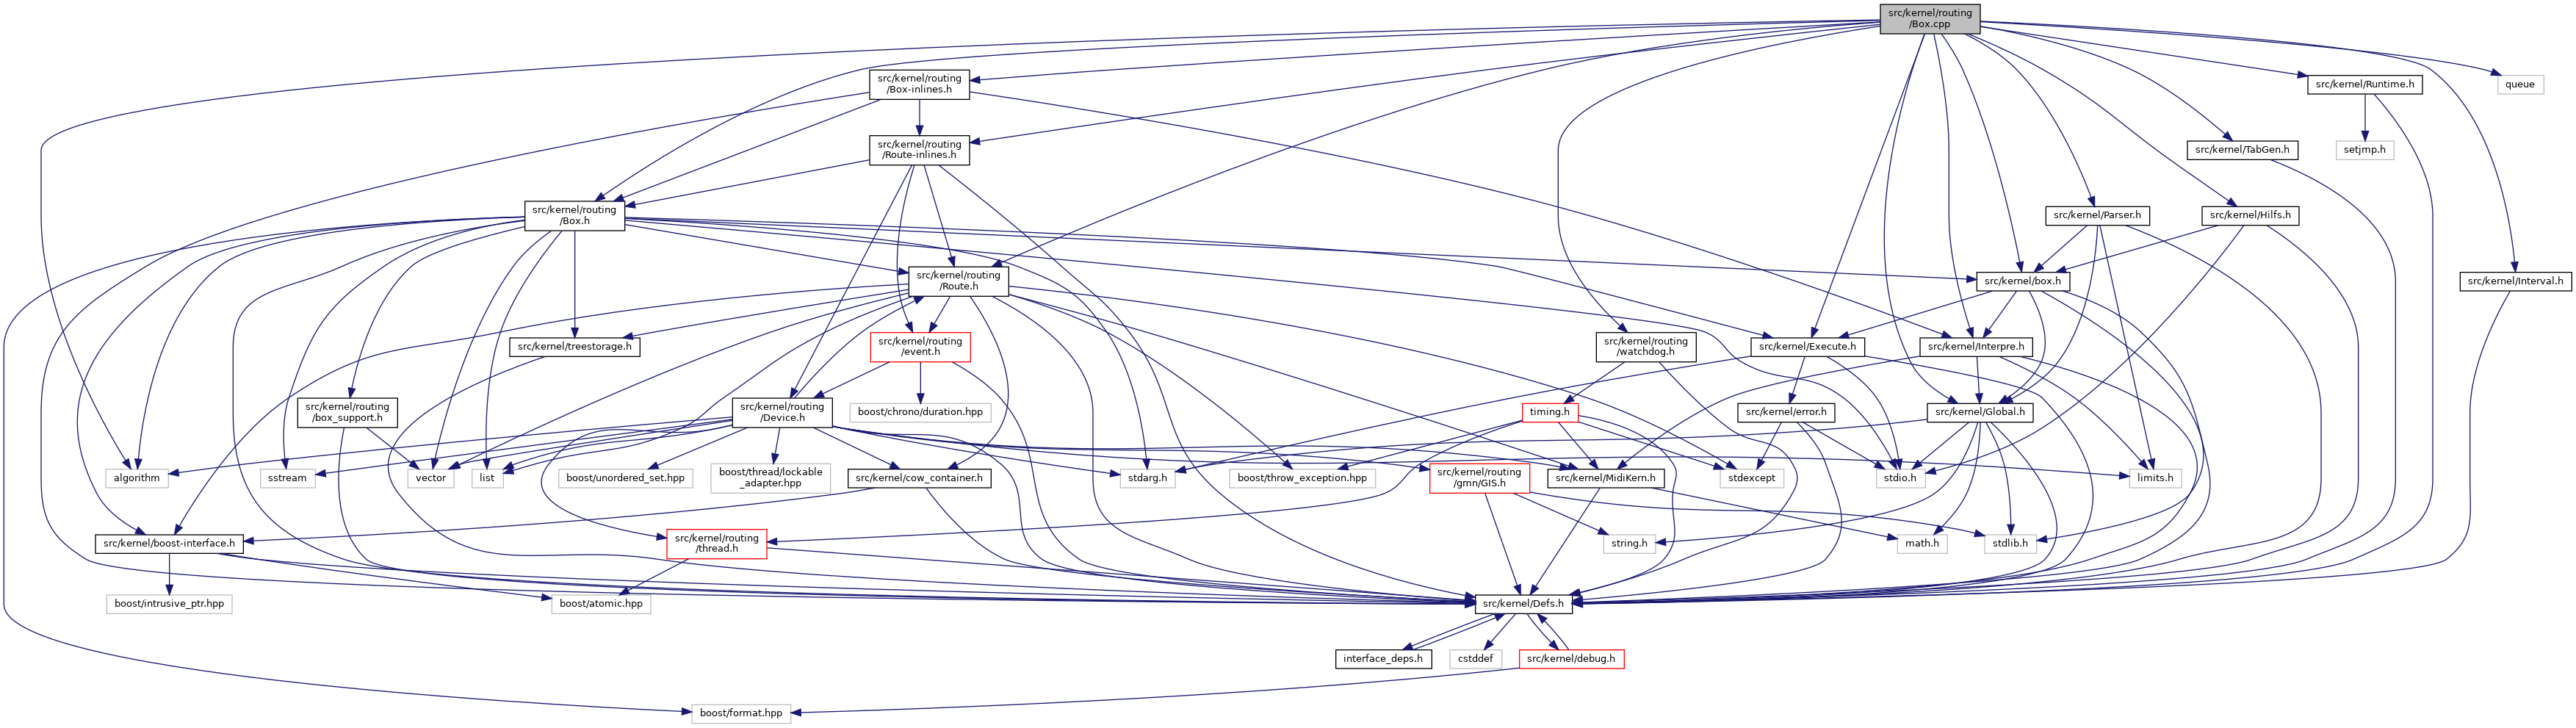 src/kernel/routing
/Box.cpp
src/kernel/routing
/Box-inlines.h
src/kernel/Runtime.h
queue
src/kernel/routing
/Route-inlines.h
src/kernel/TabGen.h
setjmp.h
src/kernel/routing
/Box.h
src/kernel/Parser.h
src/kernel/Hilfs.h
src/kernel/routing
/Route.h
src/kernel/box.h
src/kernel/Interval.h
src/kernel/treestorage.h
src/kernel/routing
/event.h
src/kernel/routing
/watchdog.h
src/kernel/Execute.h
src/kernel/Interpre.h
src/kernel/routing
/box_support.h
src/kernel/routing
/Device.h
boost/chrono/duration.hpp
timing.h
src/kernel/error.h
src/kernel/Global.h
algorithm
sstream
vector
list
boost/unordered_set.hpp
boost/thread/lockable
_adapter.hpp
src/kernel/cow_container.h
stdarg.h
boost/throw_exception.hpp
src/kernel/routing
/gmn/GIS.h
src/kernel/MidiKern.h
stdexcept
stdio.h
limits.h
src/kernel/boost-interface.h
src/kernel/routing
/thread.h
string.h
math.h
stdlib.h
boost/intrusive_ptr.hpp
boost/atomic.hpp
src/kernel/Defs.h
interface_deps.h
cstddef
src/kernel/debug.h
boost/format.hpp